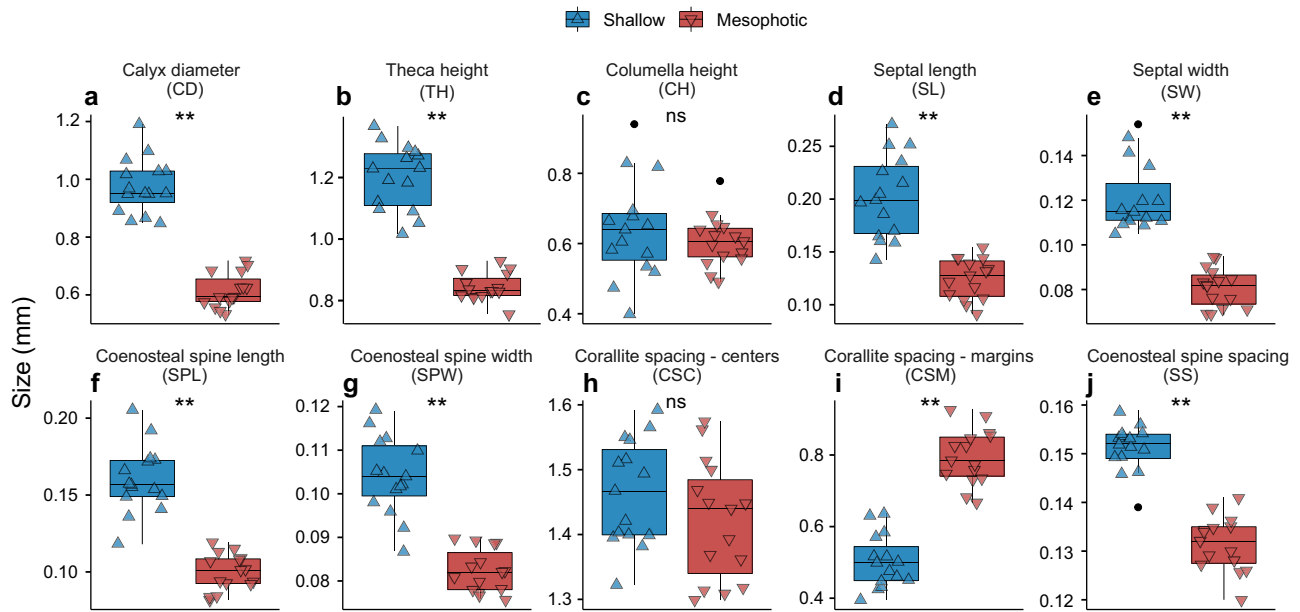 Shallow Mesophotic
Calyx diameter
(CD)
Theca height
(TH)
Columella height
(CH)
Septal length
(SL)
Septal width
(SW)
a
b
c
d
e
**
**
ns
**
**
1.2
1.0
0.8
0.6
1.2
1.0
0.8
0.8
0.6
0.4
0.25
0.20
0.15
0.10
0.14
0.12
0.10
0.08
Size (mm)
Coenosteal spine length
(SPL)
Coenosteal spine width
(SPW)
Corallite spacing - centers
(CSC)
Corallite spacing - margins
(CSM)
Coenosteal spine spacing
(SS)
f
g
h
i
j
**
**
ns
**
**
0.20
0.15
0.10
0.12
0.11
0.10
0.09
0.08
1.6
1.5
1.4
1.3
0.8
0.6
0.4
0.16
0.15
0.14
0.13
0.12